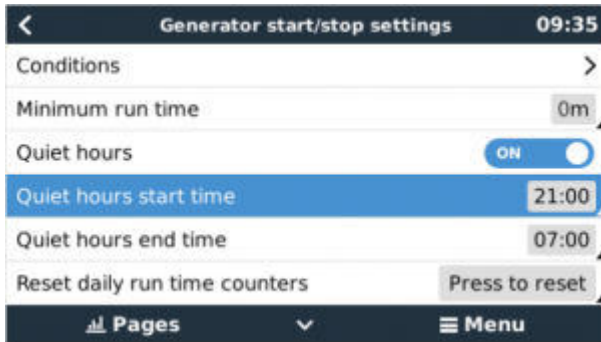 Generator start/stop settings 09:35
Conditions
Minimum run time 0m
Quiet hours ON
Quiet hours start time 21:00
Quiet hours end time 07:00
Reset daily run time counters Press to reset
Pages Menu